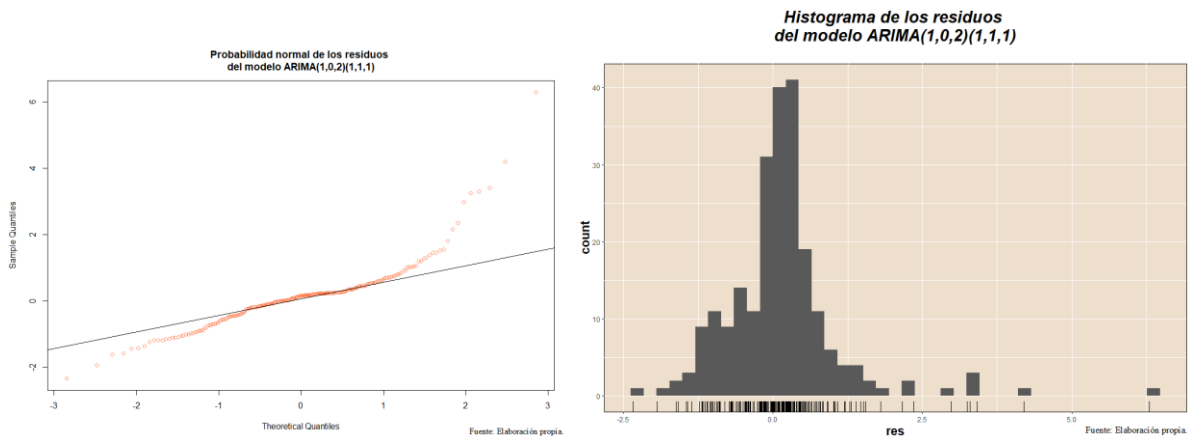 Probabilidad normal de los residuos
del modelo ARIMA(1,0,2)(1,1,1)
Sample Quantiles
6
4
2
0
-2
-3
-2
-1
0
1
2
3
Theoretical Quantiles
Fuente: Elaboración propia.
Histograma de los residuos
del modelo ARIMA(1,0,2)(1,1,1)
count
40
30
20
10
0
-2.5
0.0
2.5
5.0
res
Fuente: Elaboración propia.